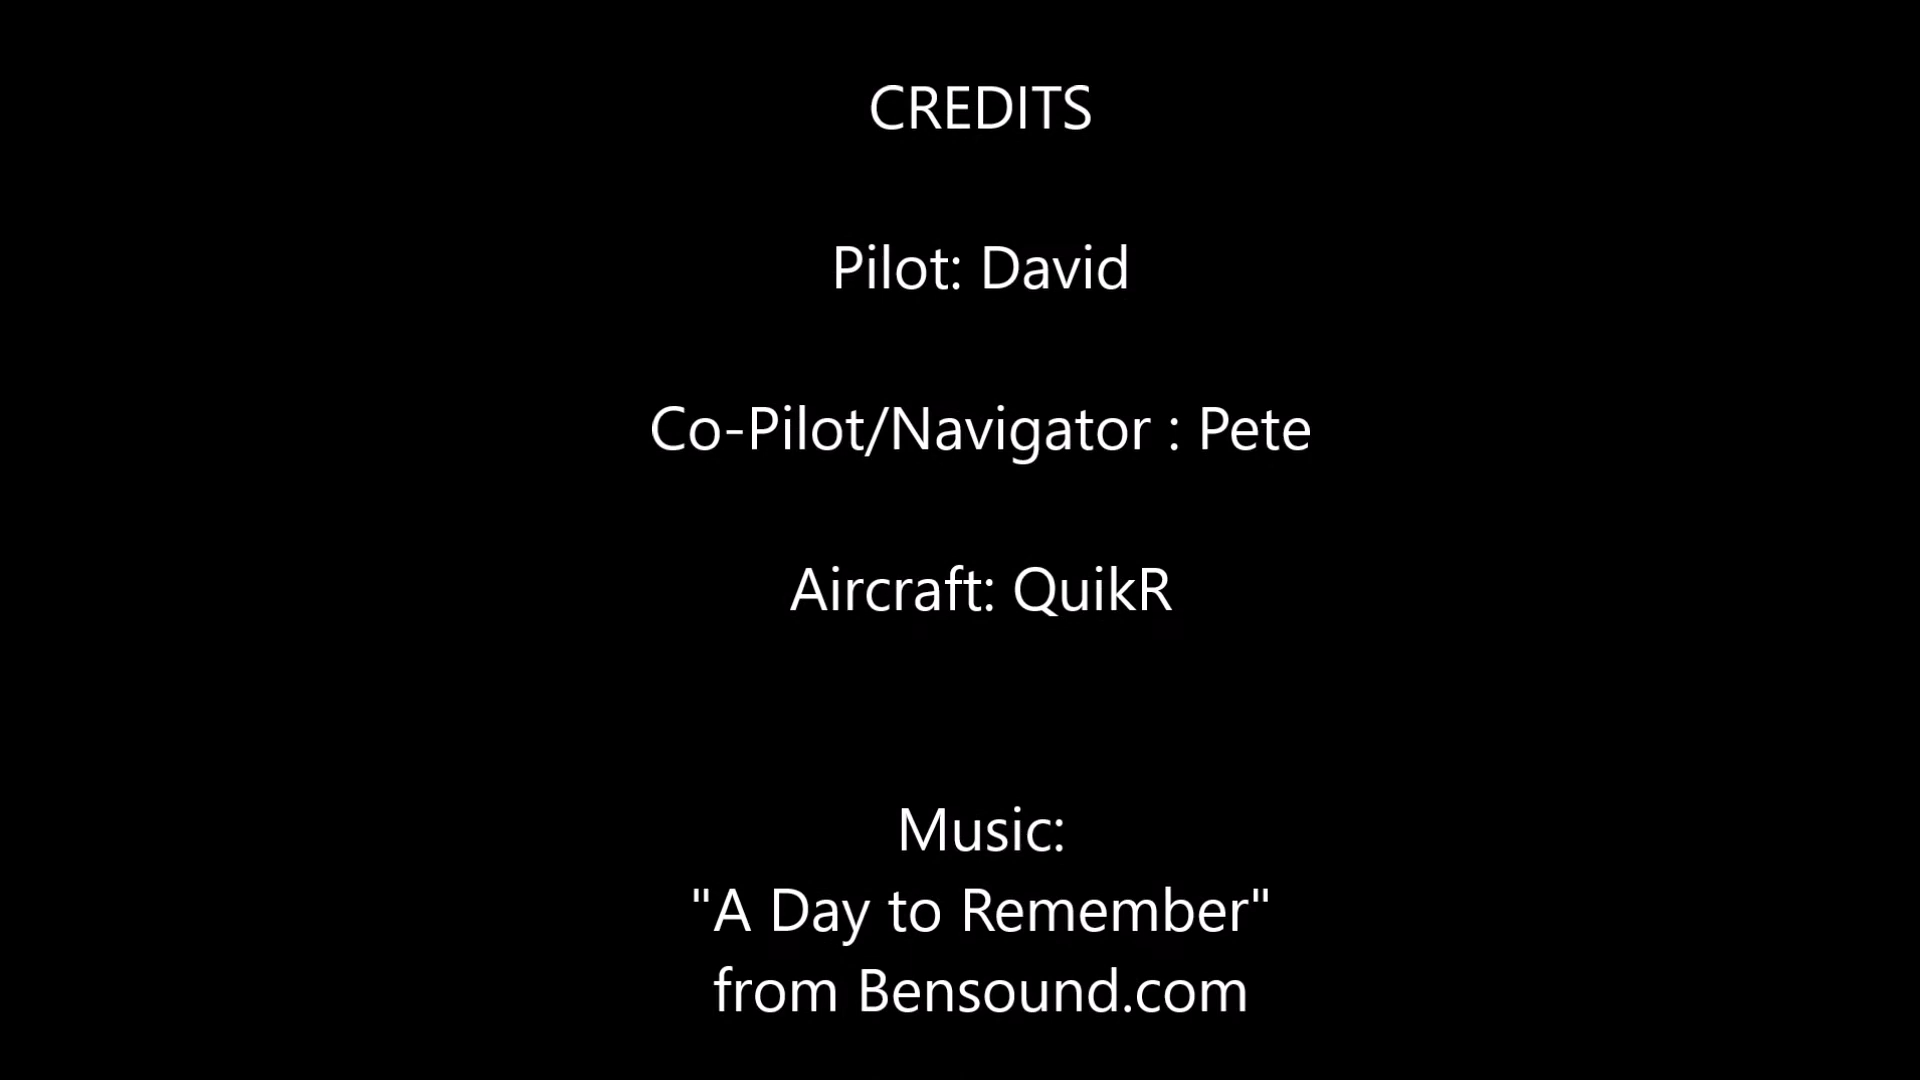 CREDITS
Pilot: David
Co-Pilot/Navigator : Pete
Aircraft: QuikR
Music:
"A Day to Remember"
from Bensound.com